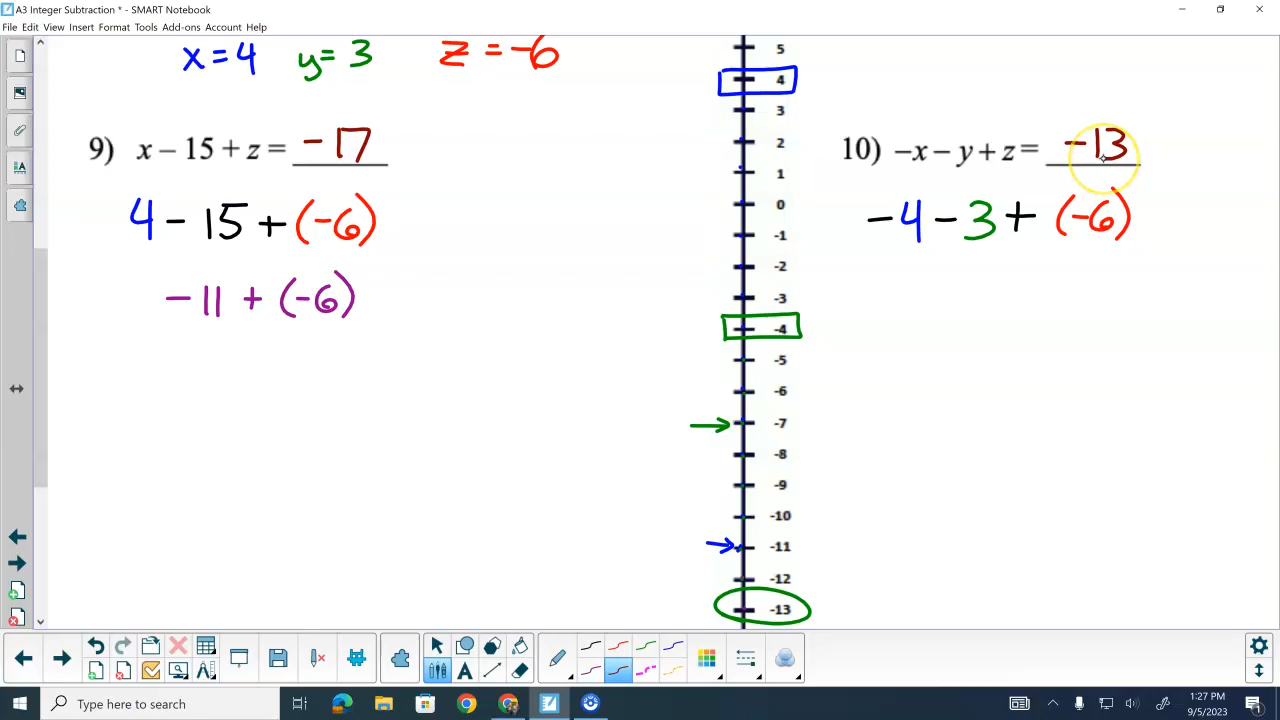 A3 Integer Subtraction * - SMART Notebook
File Edit View Insert Format Tools Add-ons Account Help
x=4 y=3 z=-6
9) x – 15 + z = -17
4 - 15 + (-6)
-11 + (-6)
5
4
3
2
1
0
-1
-2
-3
-4
-5
-6
-7
-8
-9
-10
-11
-12
-13
10) –x – y + z = -13
-4 - 3 + (-6)
Type here to search
1:27 PM
9/5/2023